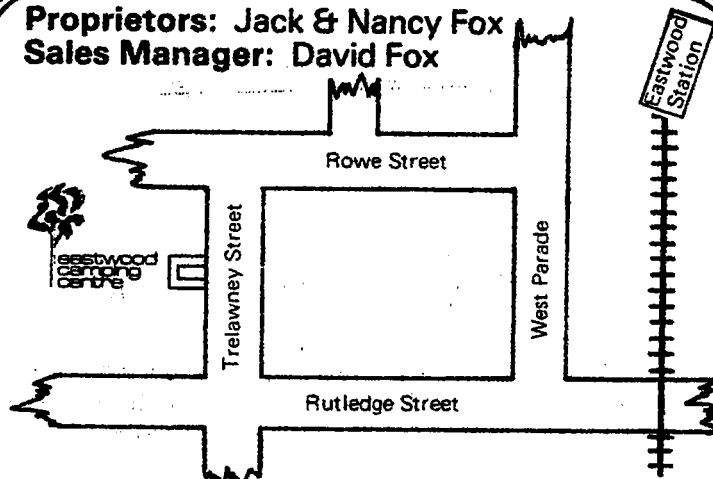 Proprietors: Jack & Nancy Fox
Sales Manager: David Fox
Eastwood
Station
Rowe Street
eastwood
camping
centre
Trelawney Street
West Parade
Rutledge Street